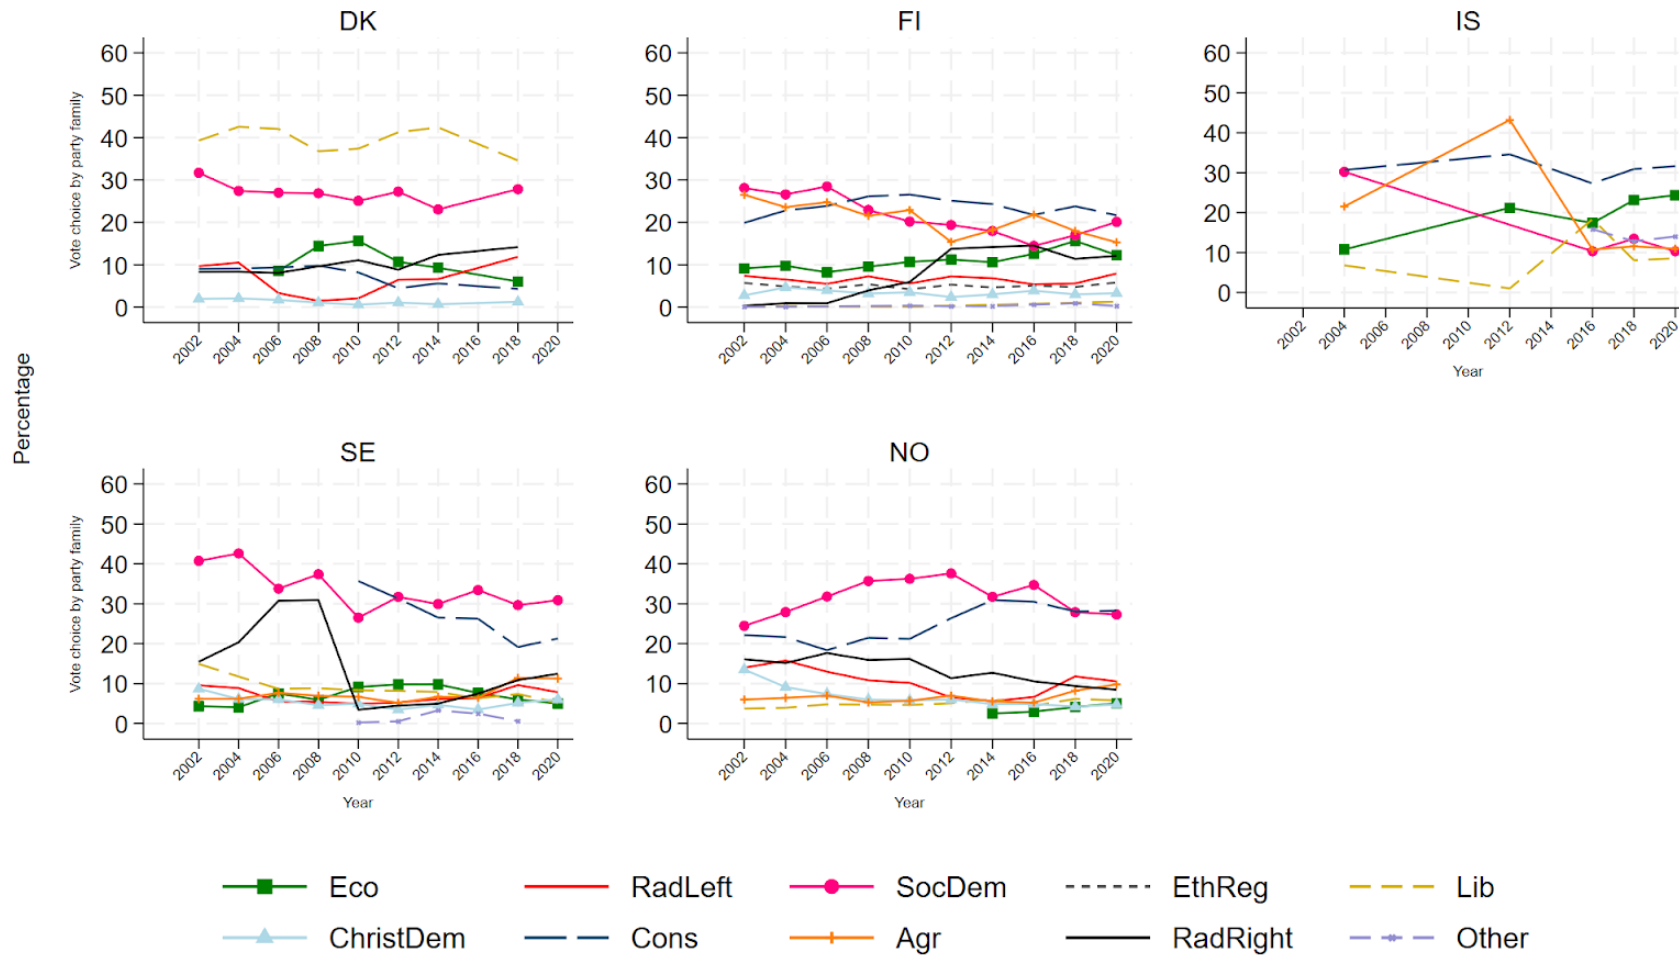 DK FI IS
60 60 60
50 50 50
40 40 40
30 30 30
20 20 20
10 10 10
0 0 0
Vote choice by party family
2002 2004 2006 2008 2010 2012 2014 2018 2020
2002 2004 2006 2008 2010 2012 2014 2016 2018 2020
2002 2004 2006 2008 2010 2012 2014 2016 2018 2020
Year
Percentage
SE NO
60 60
50 50
40 40
30 30
20 20
10 10
0 0
Vote choice by party family
2002 2004 2006 2008 2010 2012 2014 2016 2018 2020
2002 2004 2006 2008 2010 2012 2014 2016 2018 2020
Year Year
Eco RadLeft SocDem EthReg Lib
ChristDem Cons Agr RadRight Other